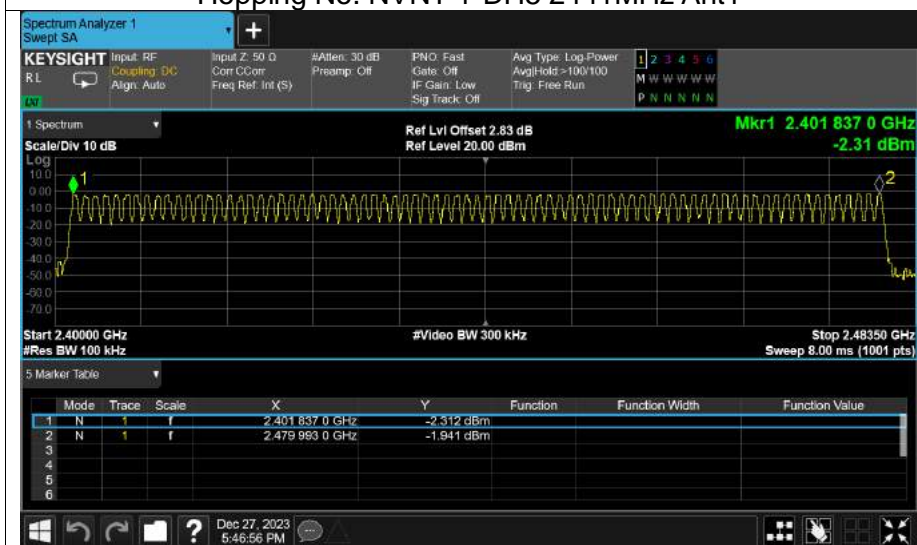 Hopping No. NVNT 1-DH5 2441MHz Ant1
Spectrum Analyzer 1
Swept SA
+
KEYSIGHT Input: RF Input Z: 50 Ω #Atten: 30 dB PNO: Fast Avg Type: Log-Power 1 2 3 4 5 6
RL Coupling: DC Corr CCorr Preamp: Off Gate: Off Avg|Hold:>100/100 M W W W W W
Align: Auto Freq Ref: Int (S) IF Gain: Low Trig: Free Run
Sig Track: Off P N N N N N
1 Spectrum Ref Lvl Offset 2.83 dB Mkr1 2.401 837 0 GHz
Scale/Div 10 dB Ref Level 20.00 dBm -2.31 dBm
Log
10.0 1 2
0.00
-10.0
-20.0
-30.0
-40.0
-50.0
-60.0
-70.0
Start 2.40000 GHz #Video BW 300 kHz Stop 2.48350 GHz
#Res BW 100 kHz Sweep 8.00 ms (1001 pts)
5 Marker Table
Mode Trace Scale X Y Function Function Width Function Value
1 N 1 f 2.401 837 0 GHz -2.312 dBm
2 N 1 f 2.479 993 0 GHz -1.941 dBm
3
4
5
6
? Dec 27, 2023
5:46:56 PM